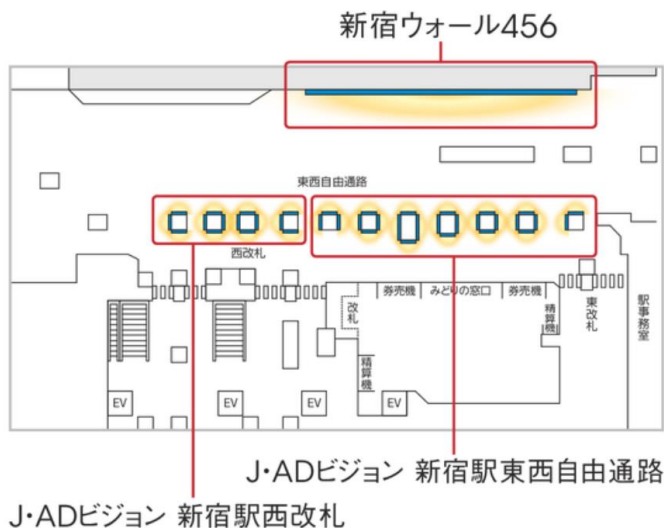 新宿ウォール456
東西自由通路
西改札
券売機
みどりの窓口
券売機
改札
精算機
東改札
駅事務室
精算機
EV
EV
EV
EV
J・ADビジョン 新宿駅東西自由通路
J・ADビジョン 新宿駅西改札